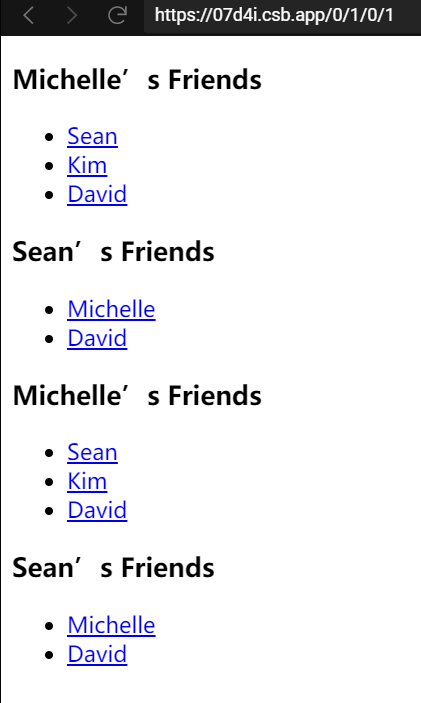 https://07d4i.csb.app/0/1/0/1
Michelle’s Friends
Sean
Kim
David
Sean’s Friends
Michelle
David
Michelle’s Friends
Sean
Kim
David
Sean’s Friends
Michelle
David